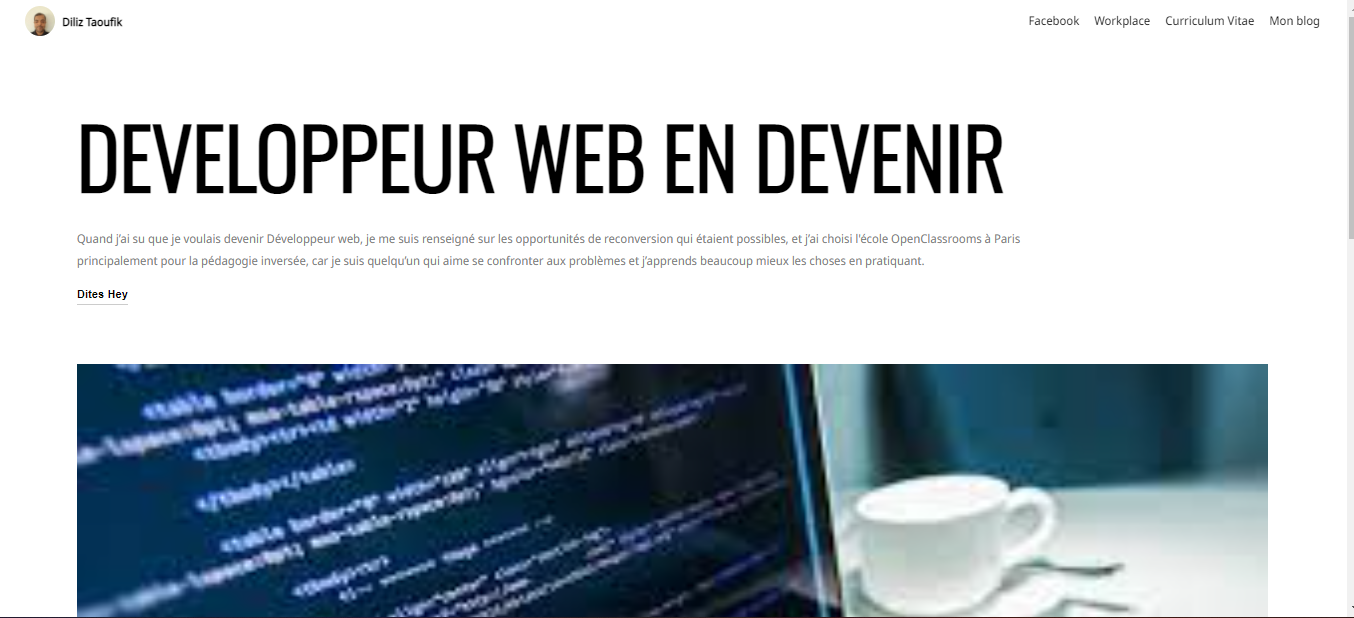 Diliz Taoufik
Facebook Workplace Curriculum Vitae Mon blog
DEVELOPPEUR WEB EN DEVENIR
Quand j’ai su que je voulais devenir Développeur web, je me suis renseigné sur les opportunités de reconversion qui étaient possibles, et j’ai choisi l’école OpenClassrooms à Paris
principalement pour la pédagogie inversée, car je suis quelqu’un qui aime se confronter aux problèmes et j’apprends beaucoup mieux les choses en pratiquant.
Dites Hey